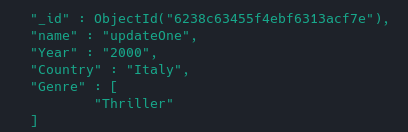 "_id" : ObjectId("6238c63455f4ebf6313acf7e"),
"name" : "updateOne",
"Year" : "2000",
"Country" : "Italy",
"Genre" : [
"Thriller"
]